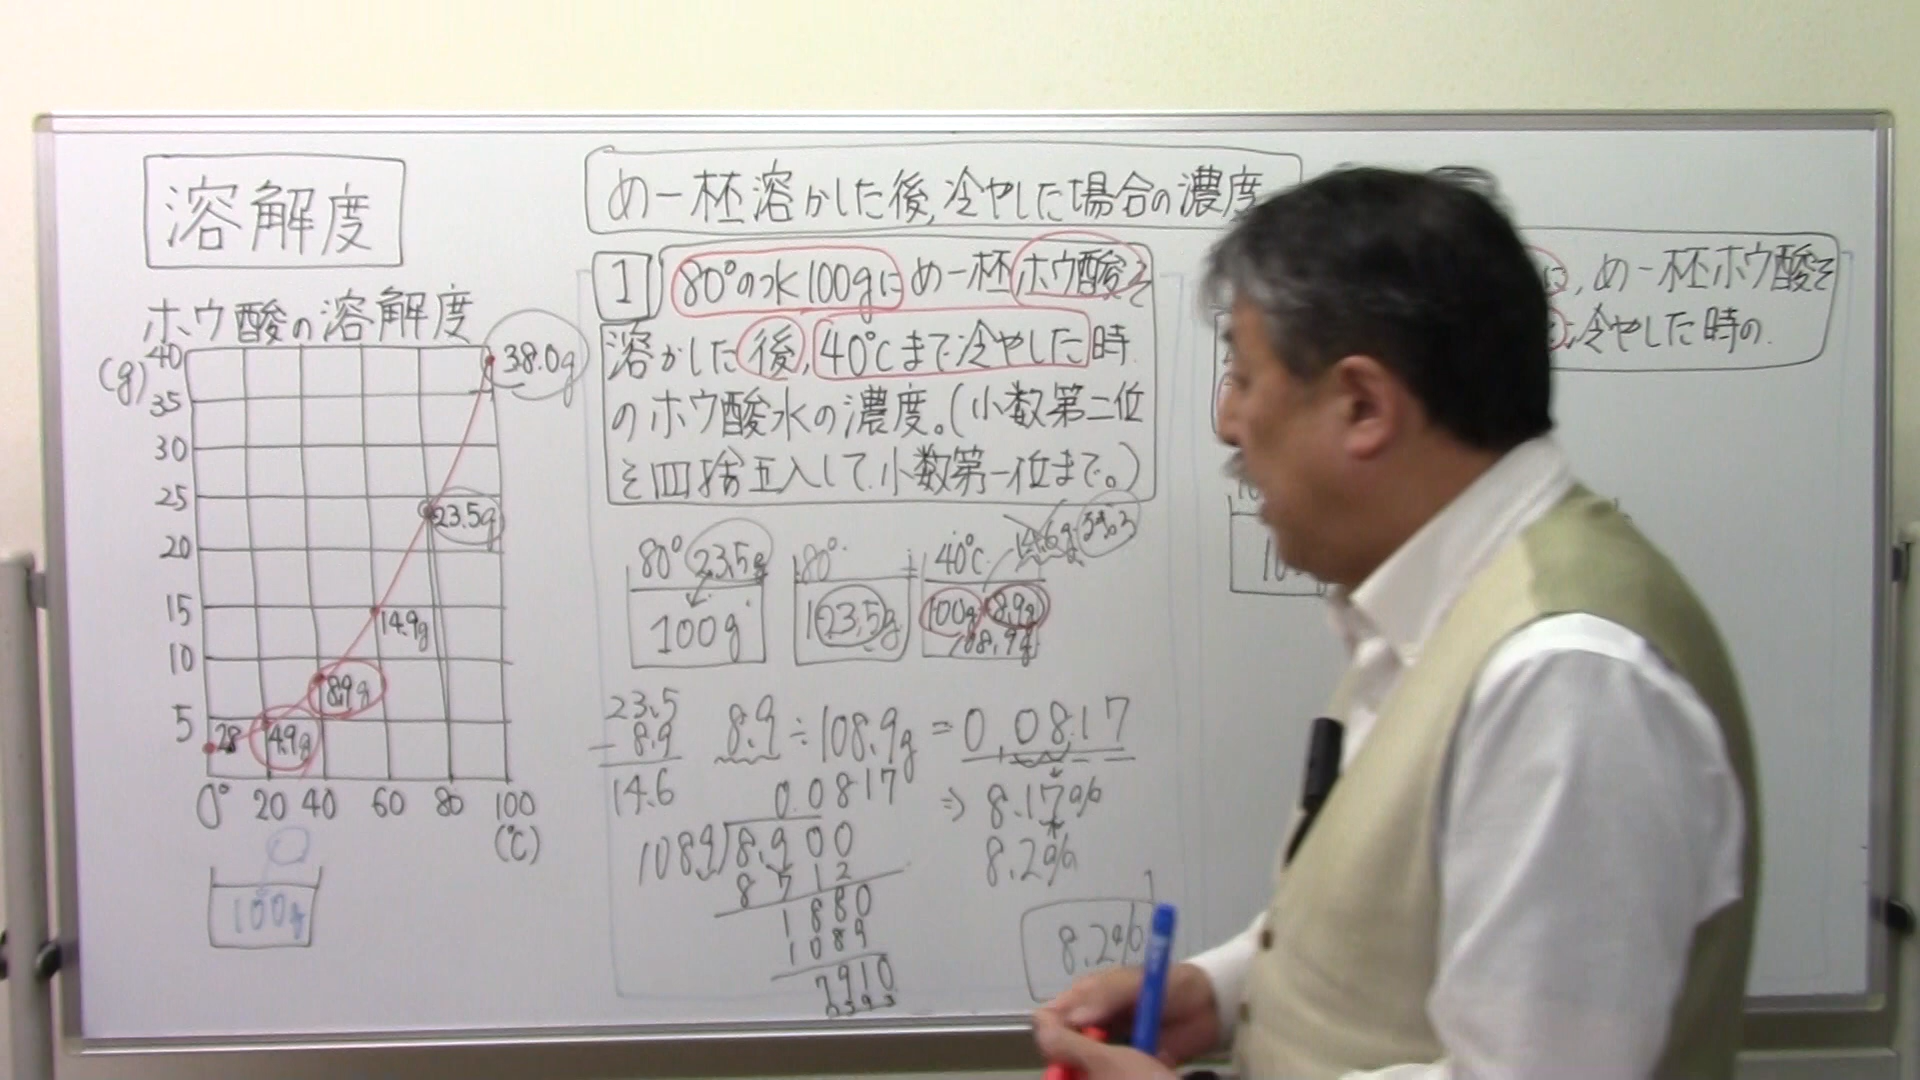 溶解度
ホウ酸の溶解度
(g)
40
35
30
25
20
15
10
5
38.0g
23.5g
14.9g
8.9g
4.9g
2.8
0° 20 40 60 80 100
(℃)
100g
め一杯溶かした後,冷やした場合の濃度
1 80°の水100gにめ一杯ホウ酸を
溶かした後,40℃まで冷やした時
のホウ酸水の濃度。(小数第二位
を四捨五入して小数第一位まで。)
80° 23.5g
100g
80°
123.5g
40℃ 14.6g
100g 8.9g
108.9g
23.5
- 8.9
14.6
8.9÷108.9g=0.0817
⇒ 8.17%
8.2%
0.0817
108.9)8.900
8712
1880
1089
7910
8.2%
め一杯ホウ酸を
冷やした時の